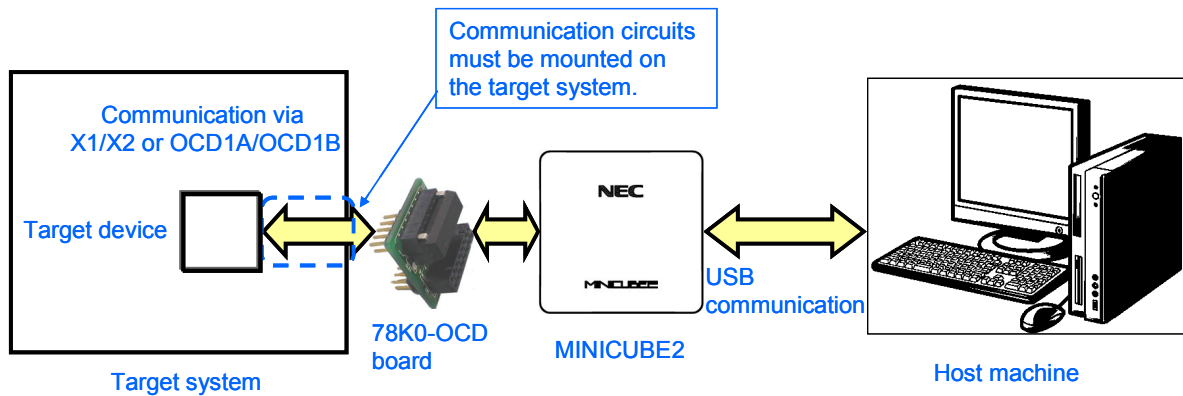 Communication circuits
must be mounted on
the target system.
Communication via
X1/X2 or OCD1A/OCD1B
Target device
NEC
MINICUBE2
USB
communication
78K0-OCD
board
MINICUBE2
Target system
Host machine